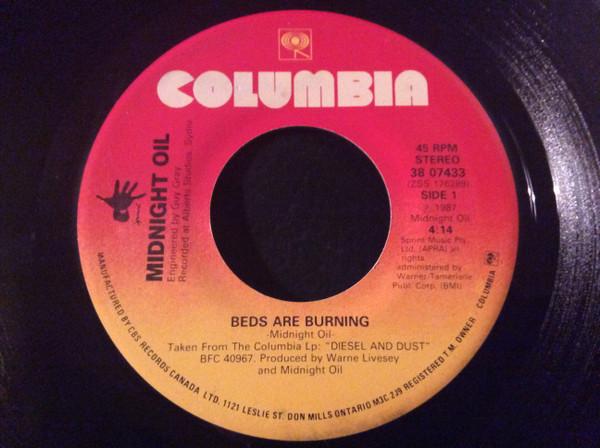 COLUMBIA
MIDNIGHT OIL
Engineered by Guy Gray
Recorded at Alberts Studios,
45 RPM
STEREO
38 07433
SIDE 1
1987
Midnight Oil
4:14
Sprint Music Pty.
Ltd. (APRA) all
rights
administered by
Warner-Tamerlane
Publ. Corp. (BMI)
BEDS ARE BURNING
-Midnight Oil-
Taken From The Columbia Lp: "DIESEL AND DUST"
BFC 40967. Produced by Warne Livesey
and Midnight Oil
MANUFACTURED BY CBS RECORDS CANADA LTD. 1121 LESLIE ST. DON MILLS ONTARIO M3C 2J9 REGISTERED T.M. OWNER COLUMBIA